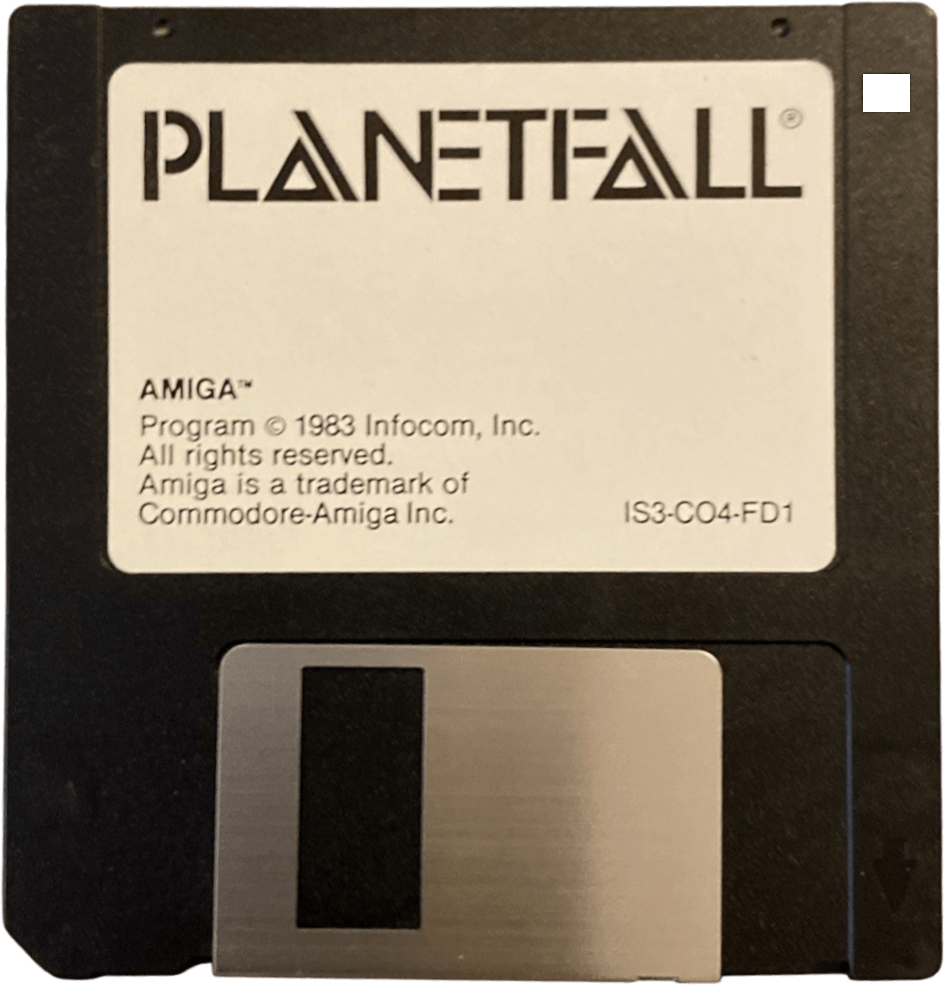 PLANETFALL®
AMIGA™
Program © 1983 Infocom, Inc.
All rights reserved.
Amiga is a trademark of
Commodore-Amiga Inc.
IS3-CO4-FD1